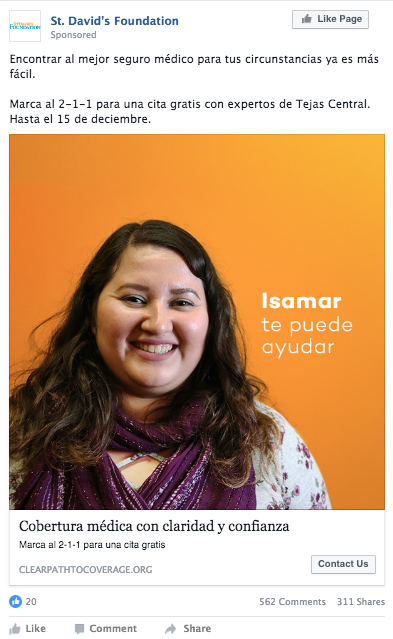 St. David's Foundation
Like Page
Sponsored
Encontrar al mejor seguro médico para tus circunstancias ya es más
fácil.
Marca al 2-1-1 para una cita gratis con expertos de Tejas Central.
Hasta el 15 de deciembre.
Isamar
te puede
ayudar
Cobertura médica con claridad y confianza
Marca al 2-1-1 para una cita gratis
CLEARPATHTOCOVERAGE.ORG
Contact Us
20
562 Comments 311 Shares
Like Comment Share